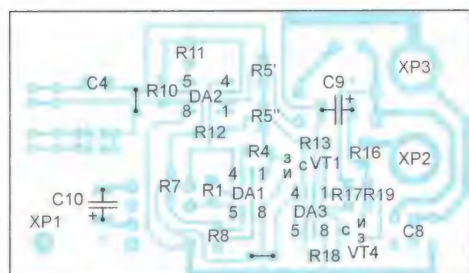 R11
XP3
C4
R10
5
4
R5'
C9
+
DA2
8
1
R5"
R12
R13
R4
з
и
с
VT1
R16
XP2
C10
+
R7
R1
4
1
DA1
5
8
4
1
R17
R19
DA3
и
с
з
XP1
R8
5
8
R18
VT4
C8